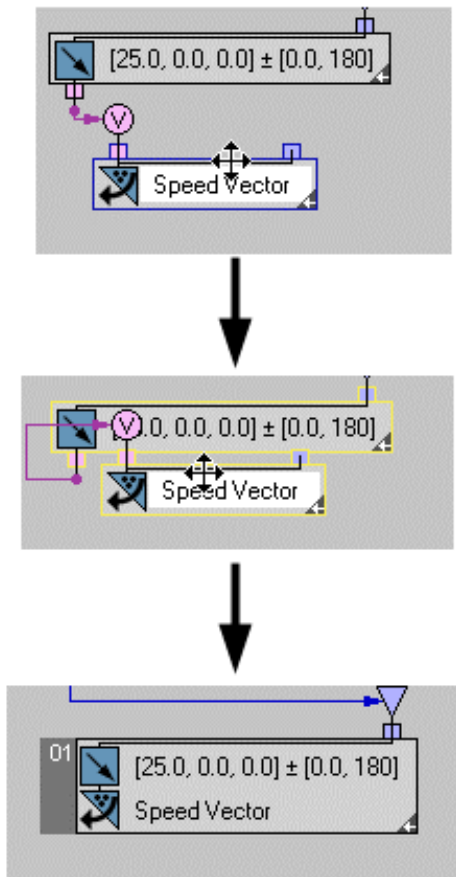 [25.0, 0.0, 0.0] ± [0.0, 180]
V
Speed Vector
V
.0, 0.0, 0.0] ± [0.0, 180]
Speed Vector
01
[25.0, 0.0, 0.0] ± [0.0, 180]
Speed Vector